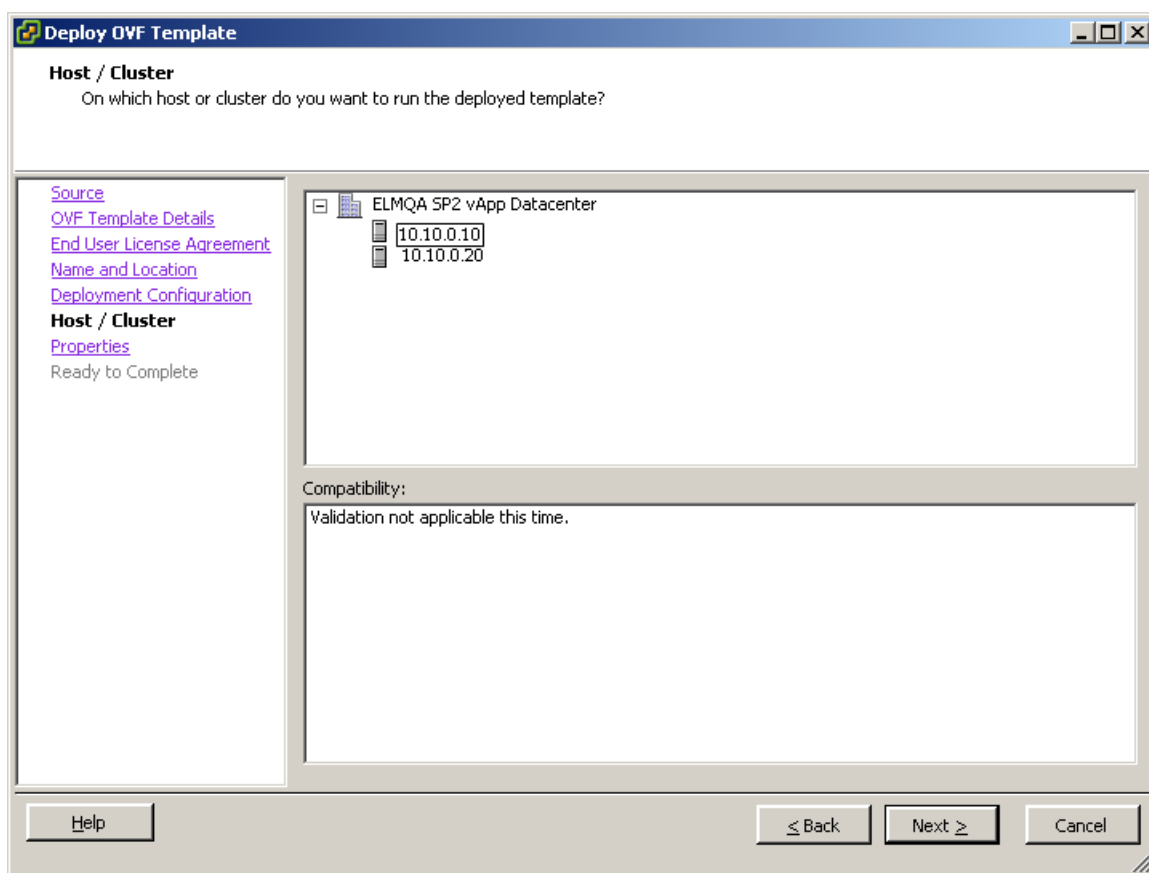 Deploy OVF Template
Host / Cluster
On which host or cluster do you want to run the deployed template?
Source
OVF Template Details
End User License Agreement
Name and Location
Deployment Configuration
Host / Cluster
Properties
Ready to Complete
ELMQA SP2 vApp Datacenter
10.10.0.10
10.10.0.20
Compatibility:
Validation not applicable this time.
Help
< Back
Next >
Cancel